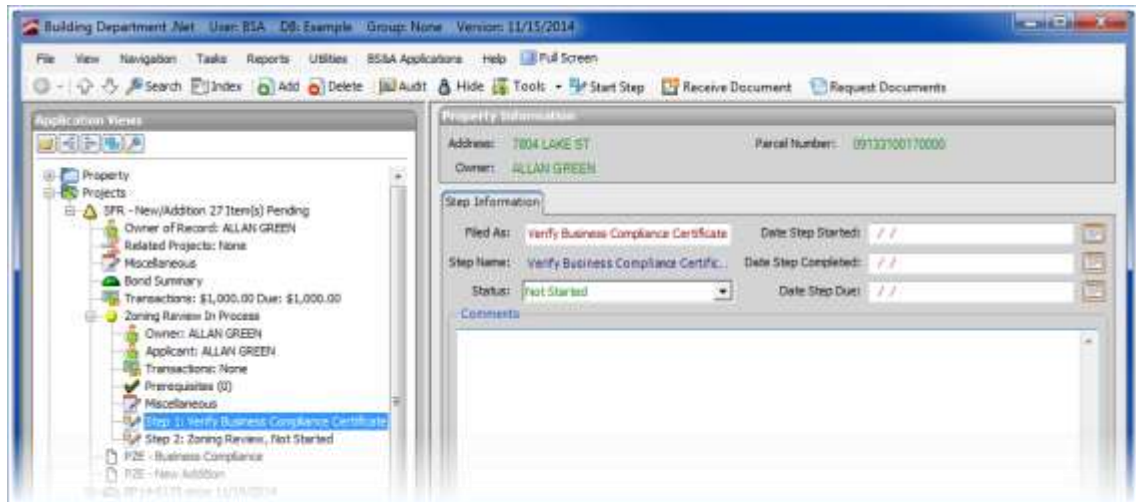 Building Department .Net User: BSA DB: Example Group: None Version: 11/15/2014
File View Navigation Tasks Reports Utilities BS&A Applications Help Full Screen
Search Index Add Delete Audit Hide Tools Start Step Receive Document Request Documents
Application Views
Property
Projects
SFR - New/Addition 27 Item(s) Pending
Owner of Record: ALLAN GREEN
Related Projects: None
Miscellaneous
Bond Summary
Transactions: $1,000.00 Due: $1,000.00
Zoning Review In Process
Owner: ALLAN GREEN
Applicant: ALLAN GREEN
Transactions: None
Prerequisites (0)
Miscellaneous
Step 1: Verify Business Compliance Certificate
Step 2: Zoning Review, Not Started
PZE - Business Compliance
PZE - New Addition
Property Information
Address: 7804 LAKE ST Parcel Number: 09133100170000
Owner: ALLAN GREEN
Step Information
Filed As: Verify Business Compliance Certificate Date Step Started: / /
Step Name: Verify Business Compliance Certific... Date Step Completed: / /
Status: Not Started Date Step Due: / /
Comments